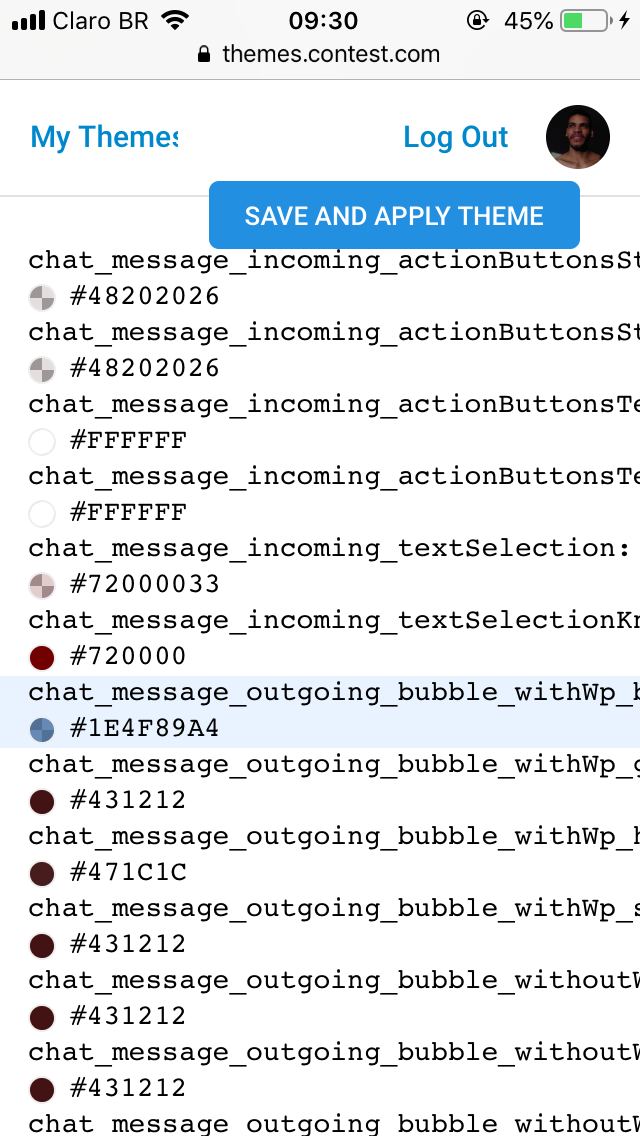 Claro BR 09:30 45%
themes.contest.com
My Themes Log Out
SAVE AND APPLY THEME
chat_message_incoming_actionButtonsSt
#48202026
chat_message_incoming_actionButtonsSt
#48202026
chat_message_incoming_actionButtonsTe
#FFFFFF
chat_message_incoming_actionButtonsTe
#FFFFFF
chat_message_incoming_textSelection:
#72000033
chat_message_incoming_textSelectionKn
#720000
chat_message_outgoing_bubble_withWp_b
#1E4F89A4
chat_message_outgoing_bubble_withWp_g
#431212
chat_message_outgoing_bubble_withWp_h
#471C1C
chat_message_outgoing_bubble_withWp_s
#431212
chat_message_outgoing_bubble_withoutW
#431212
chat_message_outgoing_bubble_withoutW
#431212
chat_message_outgoing_bubble_withoutW